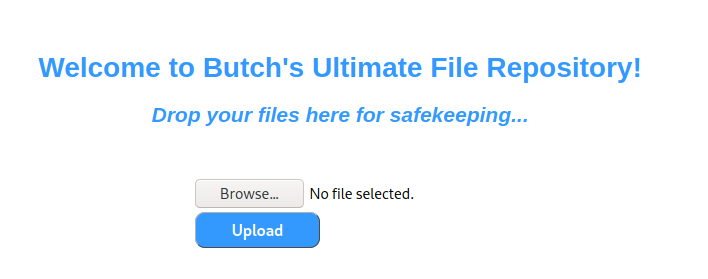 Welcome to Butch's Ultimate File Repository!
Drop your files here for safekeeping...
Browse... No file selected.
Upload